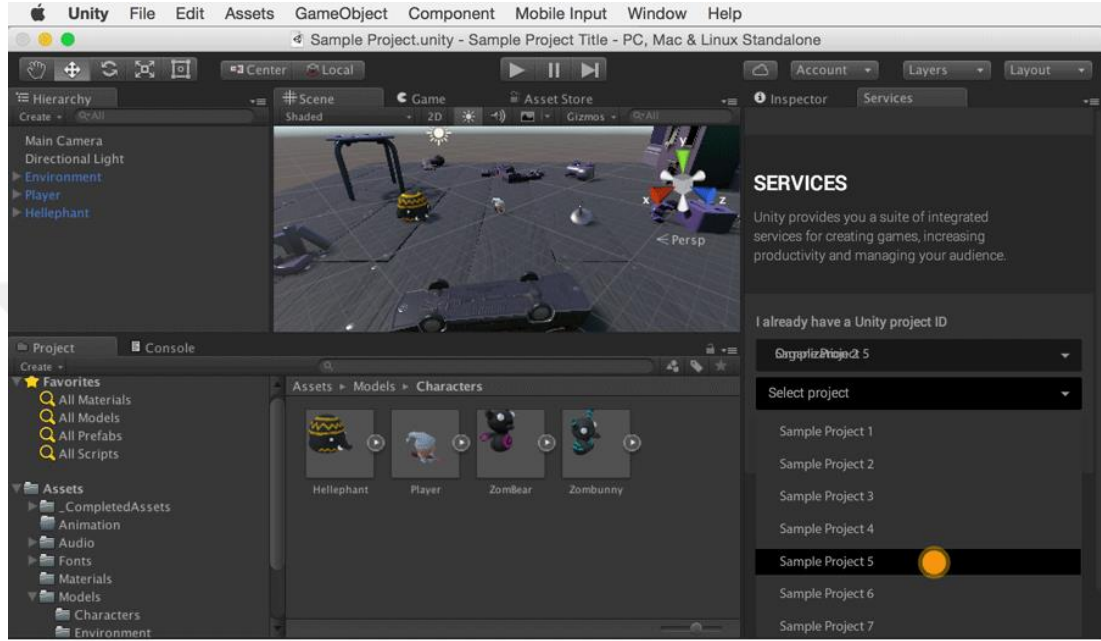 Unity File Edit Assets GameObject Component Mobile Input Window Help
Sample Project.unity - Sample Project Title - PC, Mac & Linux Standalone
Center Local Account Layers Layout
Hierarchy
Create All
Main Camera
Directional Light
Environment
Player
Hellephant
Scene Game Asset Store
Shaded 2D Gizmos All
y
x
z
Persp
Inspector Services
SERVICES
Unity provides you a suite of integrated
services for creating games, increasing
productivity and managing your audience.
I already have a Unity project ID
Select project
Sample Project 1
Sample Project 2
Sample Project 3
Sample Project 4
Sample Project 5
Sample Project 6
Sample Project 7
Project Console
Create
Favorites
All Materials
All Models
All Prefabs
All Scripts
Assets
_CompletedAssets
Animation
Audio
Fonts
Materials
Models
Characters
Environment
Assets Models Characters
Hellephant Player ZomBear Zombunny